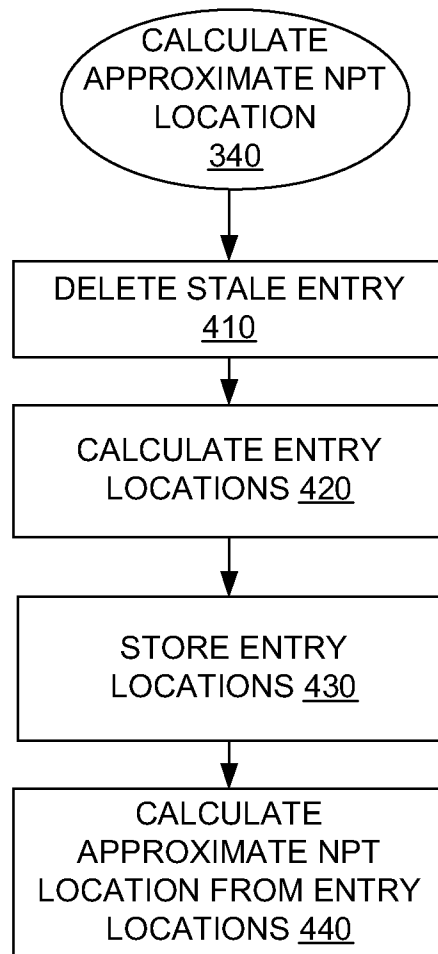 CALCULATE
APPROXIMATE NPT
LOCATION
340
DELETE STALE ENTRY
410
CALCULATE ENTRY
LOCATIONS 420
STORE ENTRY
LOCATIONS 430
CALCULATE
APPROXIMATE NPT
LOCATION FROM ENTRY
LOCATIONS 440